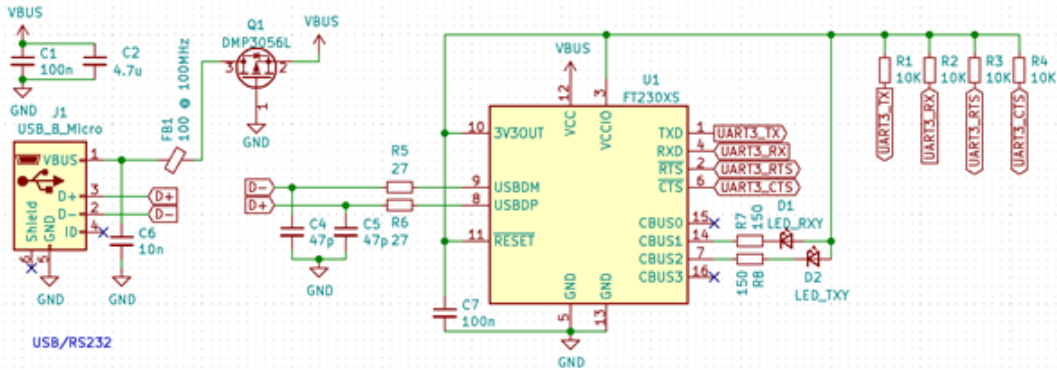 VBUS
C1
100n
C2
4.7u
GND
J1
USB_B_Micro
VBUS 1
D+ 3
D- 2
ID 4
Shield
GND
6
5
GND
D+
D-
C6
10n
GND
FB1
100 @ 100MHz
Q1
DMP3056L
3
2
1
VBUS
GND
USB/RS232
D-
D+
R5
27
R6
27
C4
47p
C5
47p
GND
VBUS
U1
FT230XS
12
3
VCC
VCCIO
10 3V3OUT
9 USBDM
8 USBDP
11 RESET
TXD 1 UART3_TX
RXD 4 UART3_RX
RTS 2 UART3_RTS
CTS 6 UART3_CTS
CBUS0 15
CBUS1 14
CBUS2 7
CBUS3 16
GND
GND
5
13
C7
100n
GND
R7
150
D1
LED_RXY
150
R8
D2
LED_TXY
R1
10K
R2
10K
R3
10K
R4
10K
UART3_TX
UART3_RX
UART3_RTS
UART3_CTS